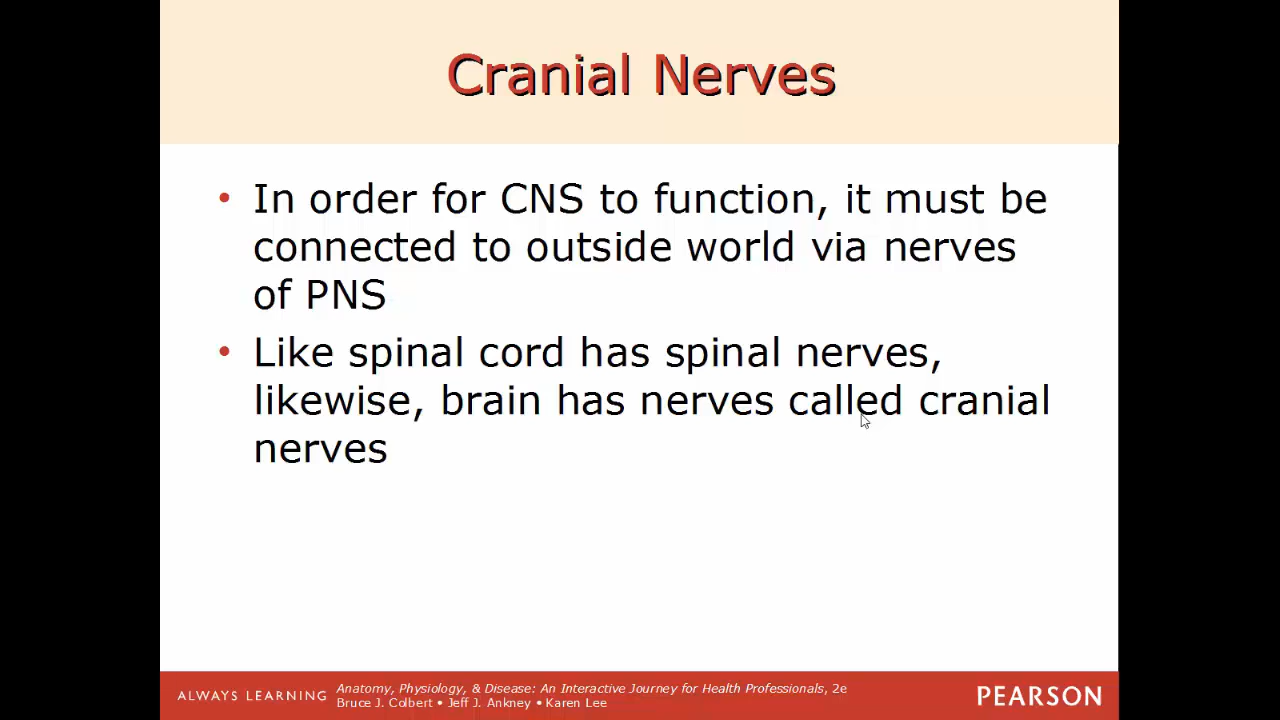 Cranial Nerves
• In order for CNS to function, it must be
connected to outside world via nerves
of PNS
• Like spinal cord has spinal nerves,
likewise, brain has nerves called cranial
nerves
ALWAYS LEARNING
Anatomy, Physiology, & Disease: An Interactive Journey for Health Professionals, 2e
Bruce J. Colbert • Jeff J. Ankney • Karen Lee
PEARSON